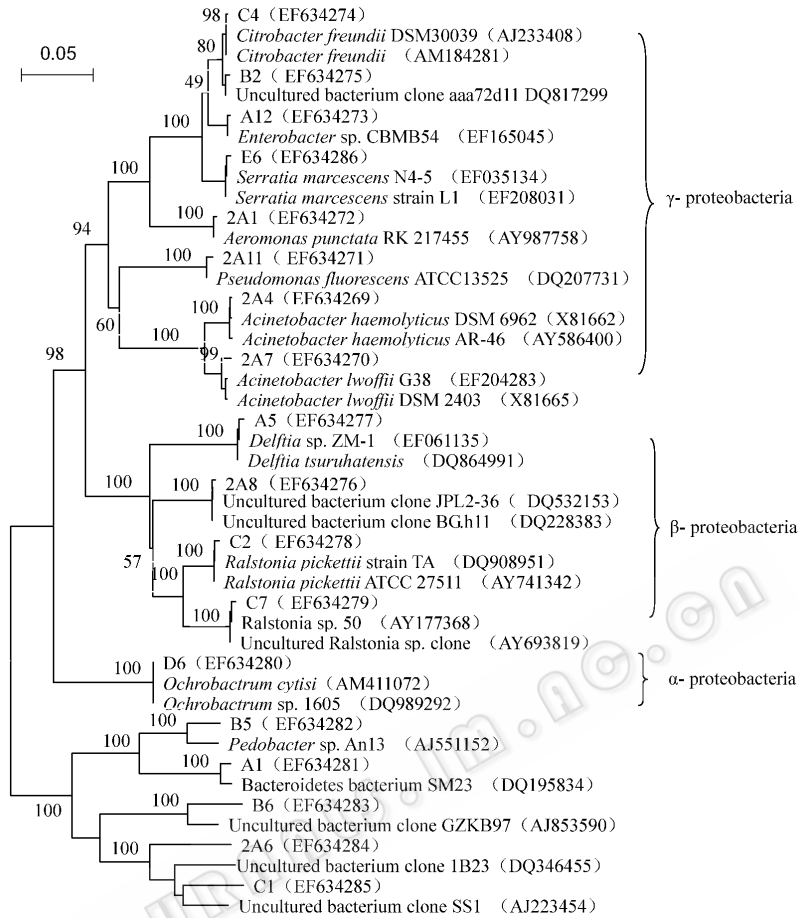 98 C4 (EF634274)
0.05 Citrobacter freundii DSM30039 (AJ233408)
80 Citrobacter freundii (AM184281)
49 B2 ( EF634275)
Uncultured bacterium clone aaa72d11 DQ817299
100 A12 (EF634273)
Enterobacter sp. CBMB54 (EF165045)
100 E6 (EF634286)
Serratia marcescens N4-5 (EF035134)
Serratia marcescens strain L1 (EF208031)
γ- proteobacteria
100 2A1 (EF634272)
94 Aeromonas punctata RK 217455 (AY987758)
100 2A11 (EF634271)
Pseudomonas fluorescens ATCC13525 (DQ207731)
100 2A4 (EF634269)
60 100 Acinetobacter haemolyticus DSM 6962 (X81662)
Acinetobacter haemolyticus AR-46 (AY586400)
98 99 2A7 (EF634270)
Acinetobacter lwoffii G38 (EF204283)
Acinetobacter lwoffii DSM 2403 (X81665)
A5 (EF634277)
100 Delftia sp. ZM-1 (EF061135)
Delftia tsuruhatensis (DQ864991)
100 100 2A8 (EF634276)
Uncultured bacterium clone JPL2-36 ( DQ532153)
Uncultured bacterium clone BG.h11 (DQ228383)
β- proteobacteria
57 100 C2 (EF634278)
100 Ralstonia pickettii strain TA (DQ908951)
Ralstonia pickettii ATCC 27511 (AY741342)
C7 (EF634279)
100 Ralstonia sp. 50 (AY177368)
Uncultured Ralstonia sp. clone (AY693819)
100 D6 (EF634280)
Ochrobactrum cytisi (AM411072)
α- proteobacteria
Ochrobactrum sp. 1605 (DQ989292)
100 B5 ( EF634282)
100 Pedobacter sp. An13 (AJ551152)
100 A1 (EF634281)
Bacteroidetes bacterium SM23 (DQ195834)
100 100 B6 (EF634283)
Uncultured bacterium clone GZKB97 (AJ853590)
100 2A6 (EF634284)
Uncultured bacterium clone 1B23 (DQ346455)
C1 (EF634285)
Uncultured bacterium clone SS1 (AJ223454)